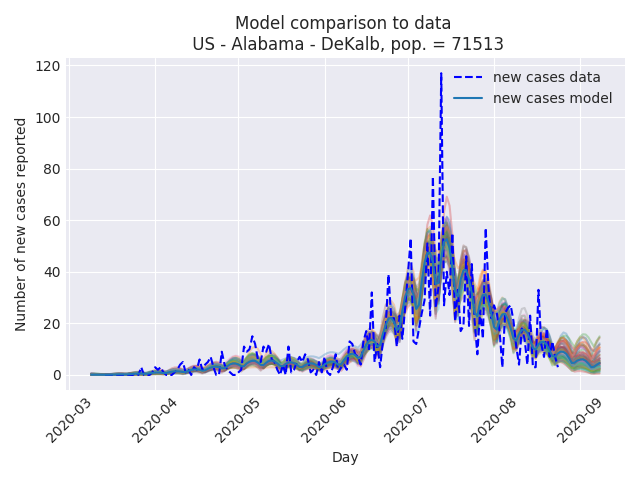 Model comparison to data
US - Alabama - DeKalb, pop. = 71513
new cases data
new cases model
Number of new cases reported
120
100
80
60
40
20
0
2020-03
2020-04
2020-05
2020-06
2020-07
2020-08
2020-09
Day